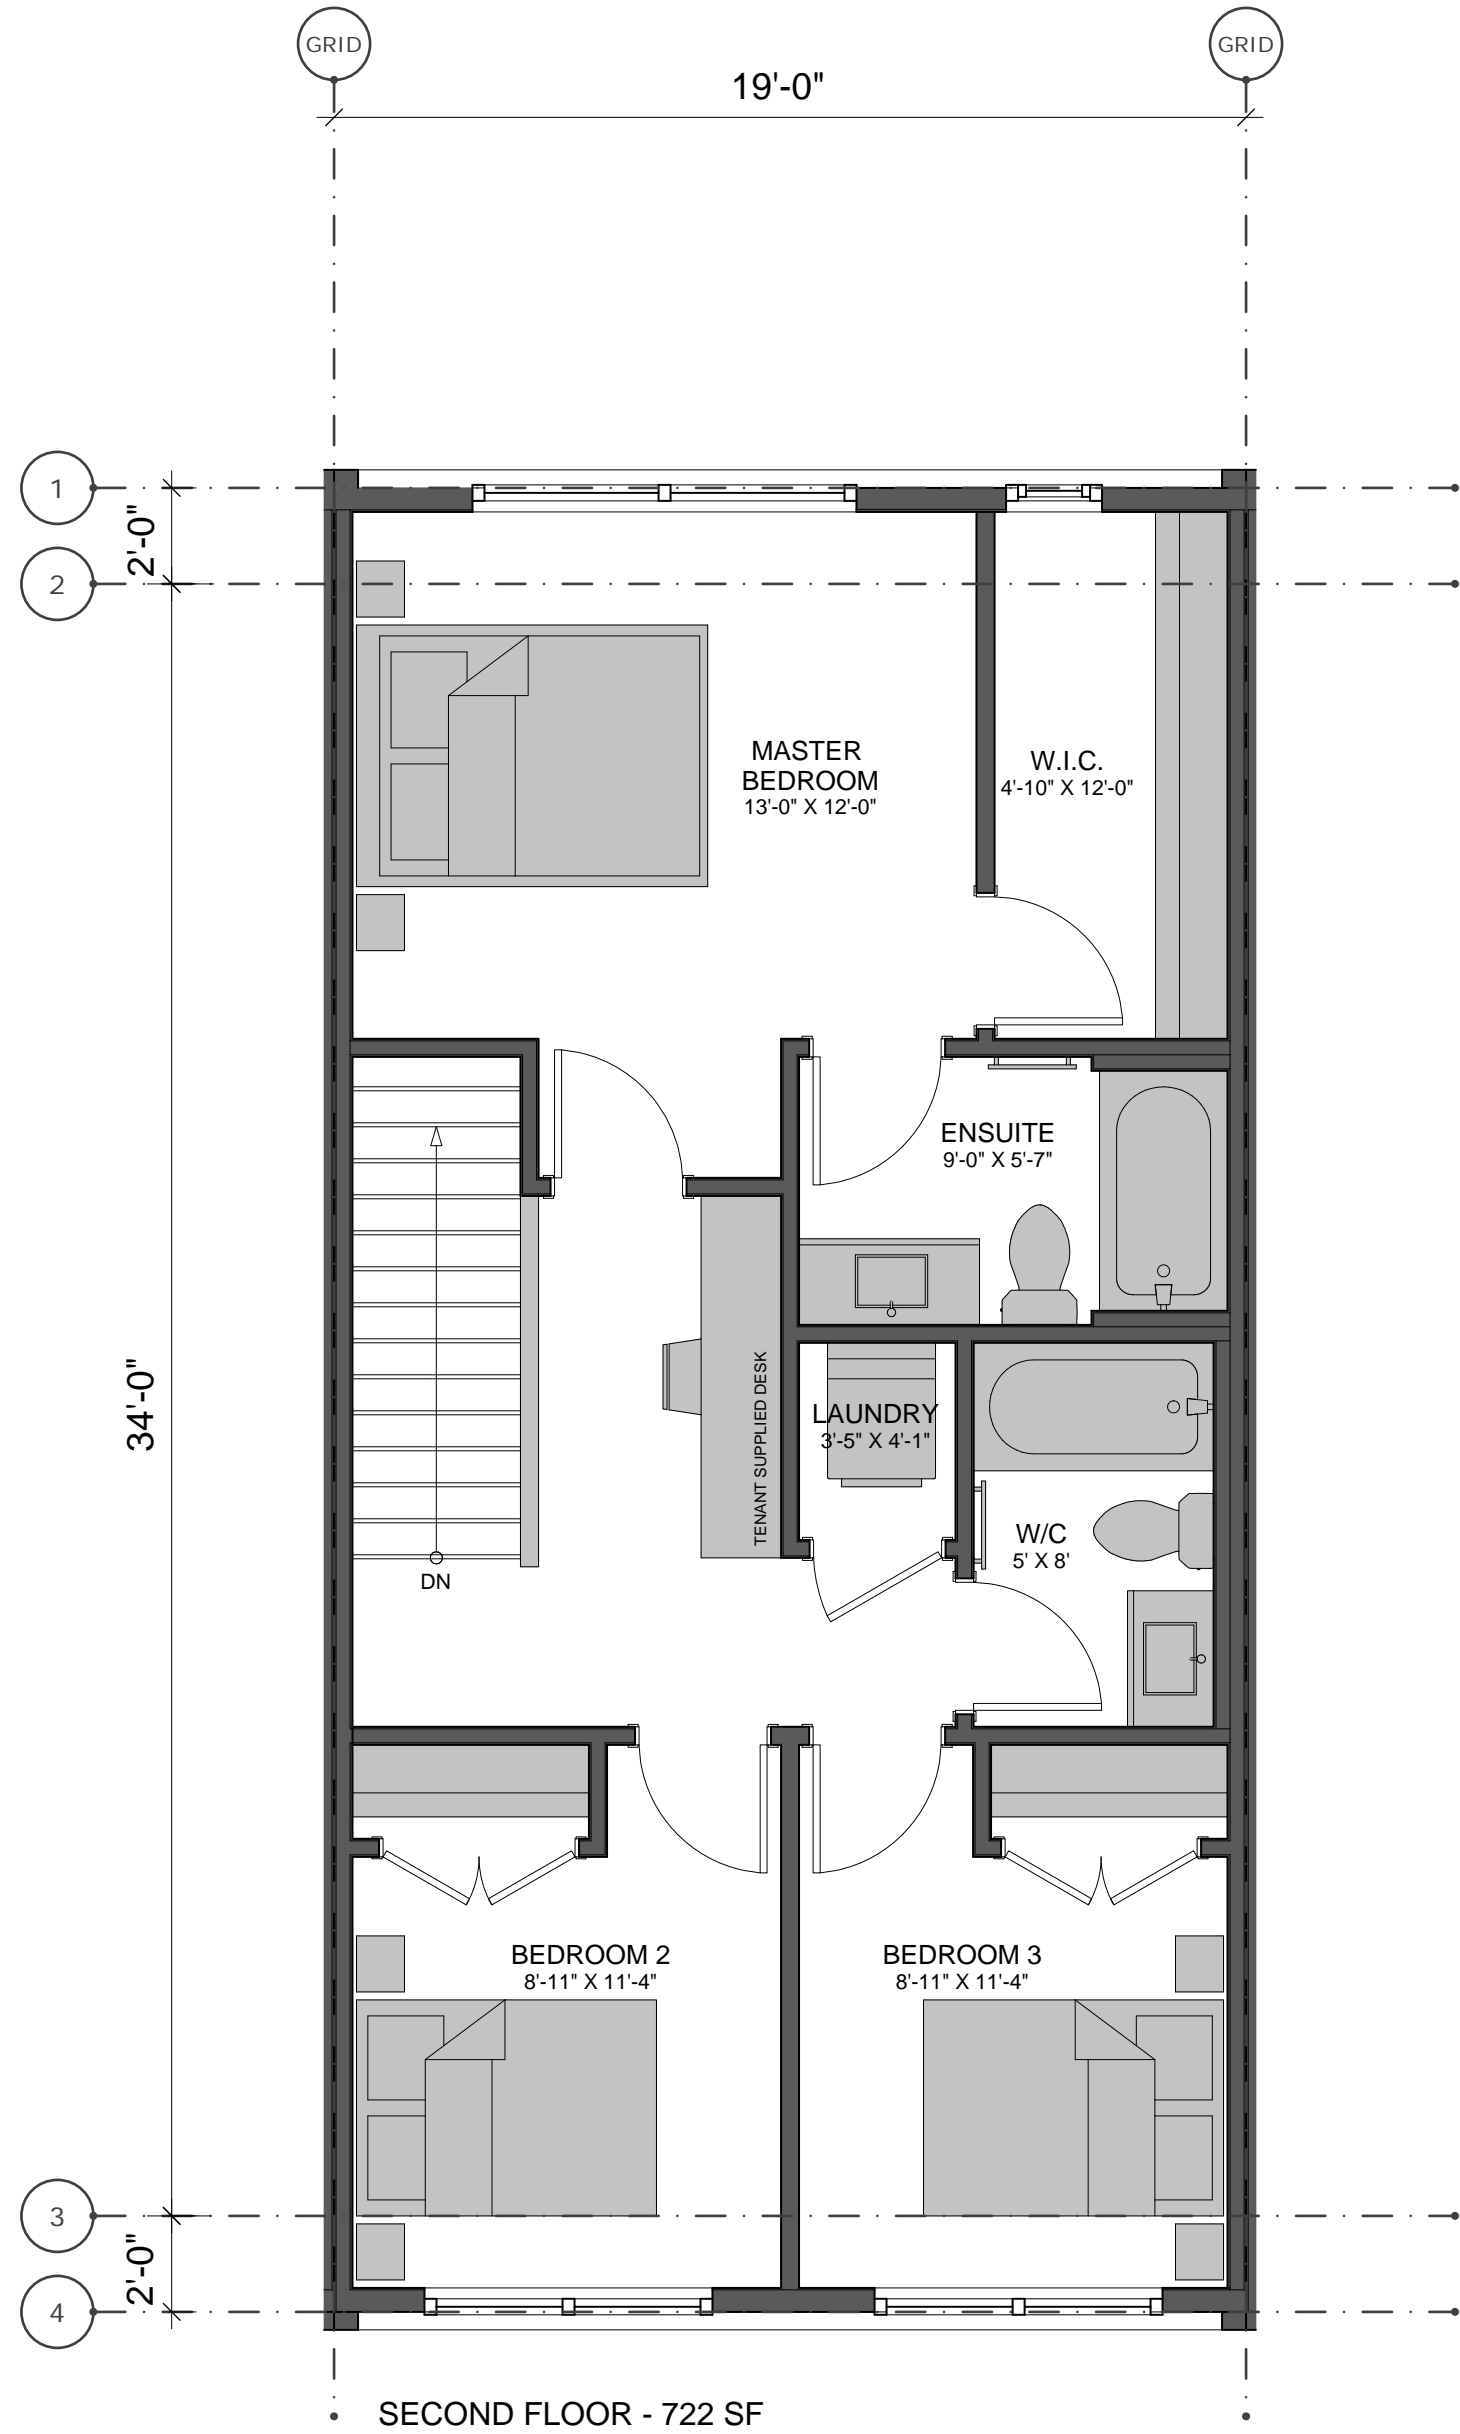 GRID
GRID
19'-0"
1
2'-0"
2
MASTER
BEDROOM
13'-0" X 12'-0"
W.I.C.
4'-10" X 12'-0"
ENSUITE
9'-0" X 5'-7"
34'-0"
TENANT SUPPLIED DESK
LAUNDRY
3'-5" X 4'-1"
W/C
5' X 8'
DN
BEDROOM 2
8'-11" X 11'-4"
BEDROOM 3
8'-11" X 11'-4"
3
2'-0"
4
SECOND FLOOR - 722 SF